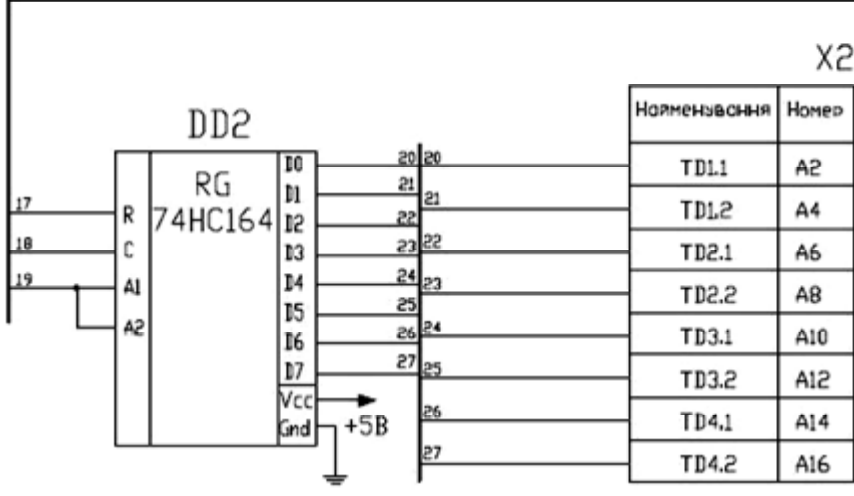 X2
Найменування Номер
DD2
RG
74HC164
R
C
A1
A2
D0
D1
D2
D3
D4
D5
D6
D7
Vcc
Gnd
+5В
17
18
19
20 20
21
21
22
23 22
24
23
25
26 24
27
25
26
27
TD1.1 A2
TD1.2 A4
TD2.1 A6
TD2.2 A8
TD3.1 A10
TD3.2 A12
TD4.1 A14
TD4.2 A16